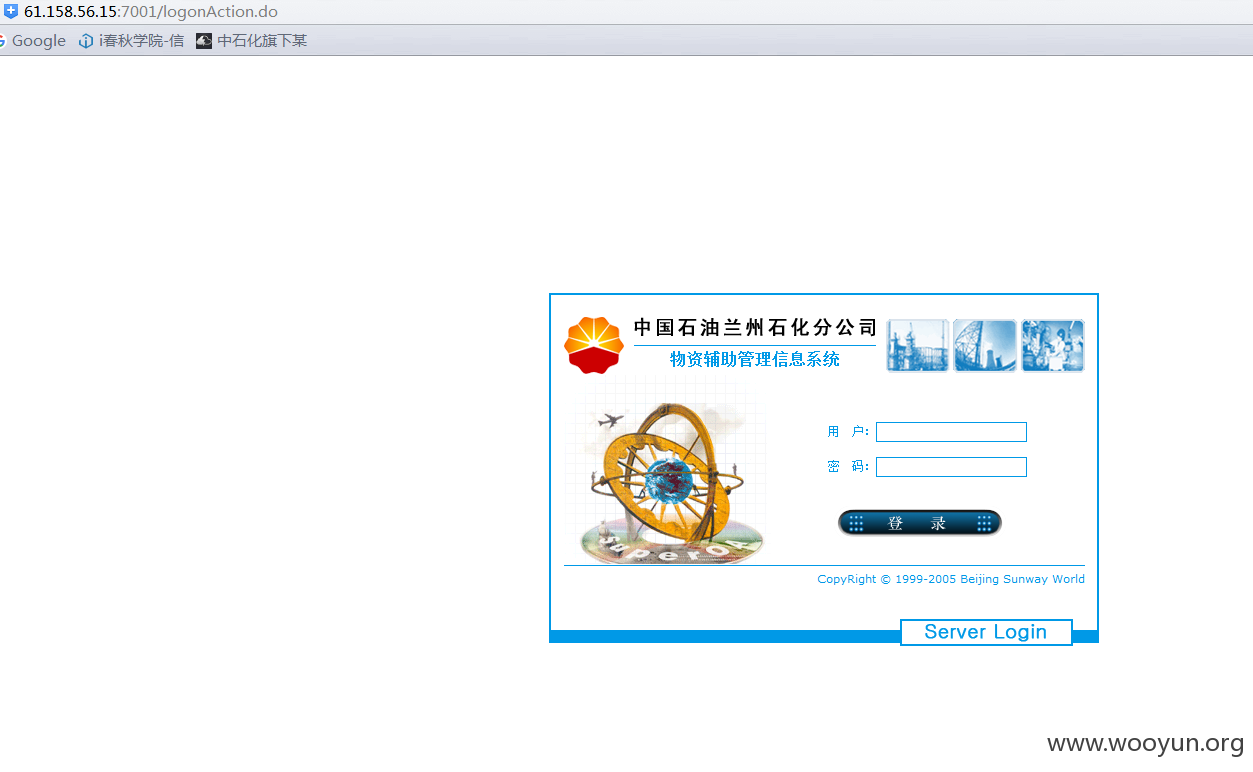 61.158.56.15:7001/logonAction.do
Google i春秋学院-信 中石化旗下某
中国石油兰州石化分公司
物资辅助管理信息系统
用 户:
密 码:
登 录
superOA
CopyRight © 1999-2005 Beijing Sunway World
Server Login
www.wooyun.org